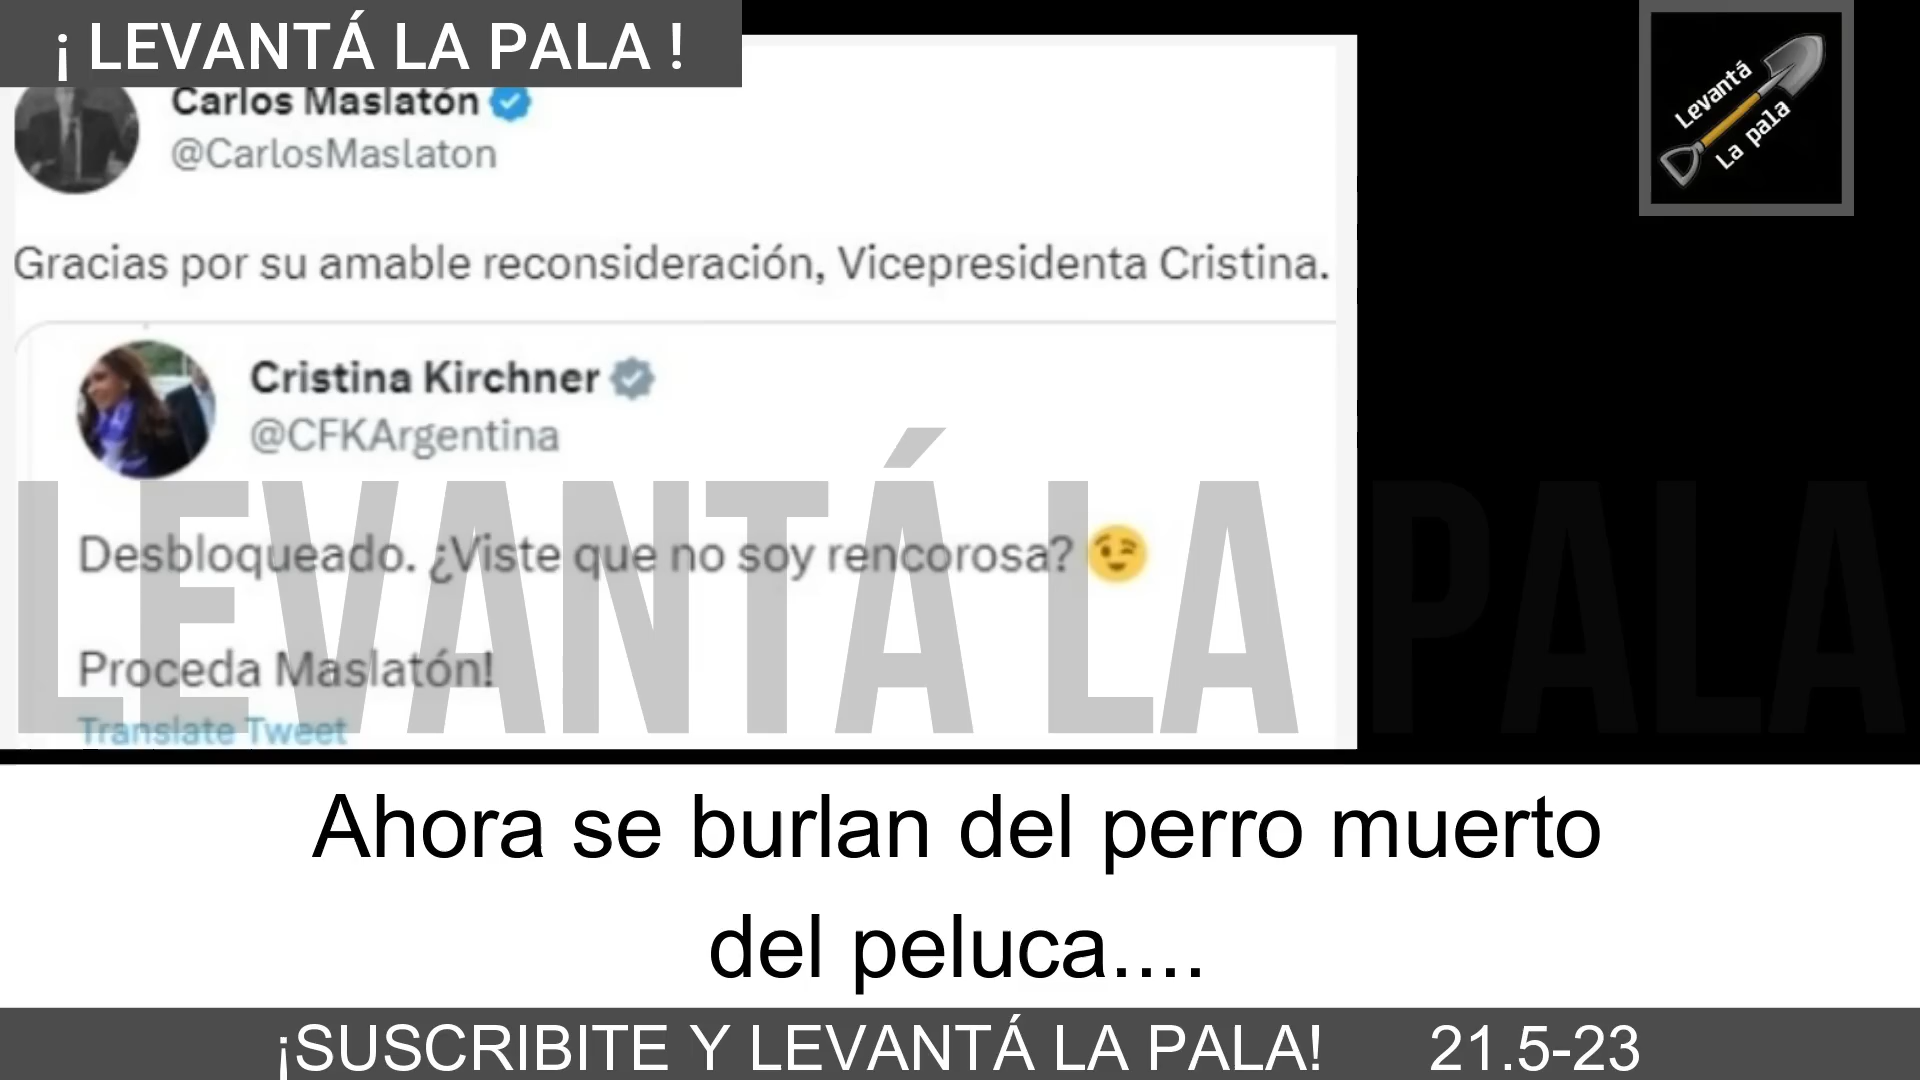 ¡ LEVANTÁ LA PALA !
Levantá
La pala
Carlos Maslatón
@CarlosMaslaton
Gracias por su amable reconsideración, Vicepresidenta Cristina.
Cristina Kirchner
@CFKArgentina
Desbloqueado. ¿Viste que no soy rencorosa? 😉
Proceda Maslatón!
Translate Tweet
LEVANTÁ LA PALA
Ahora se burlan del perro muerto
del peluca....
¡SUSCRIBITE Y LEVANTÁ LA PALA! 21.5-23